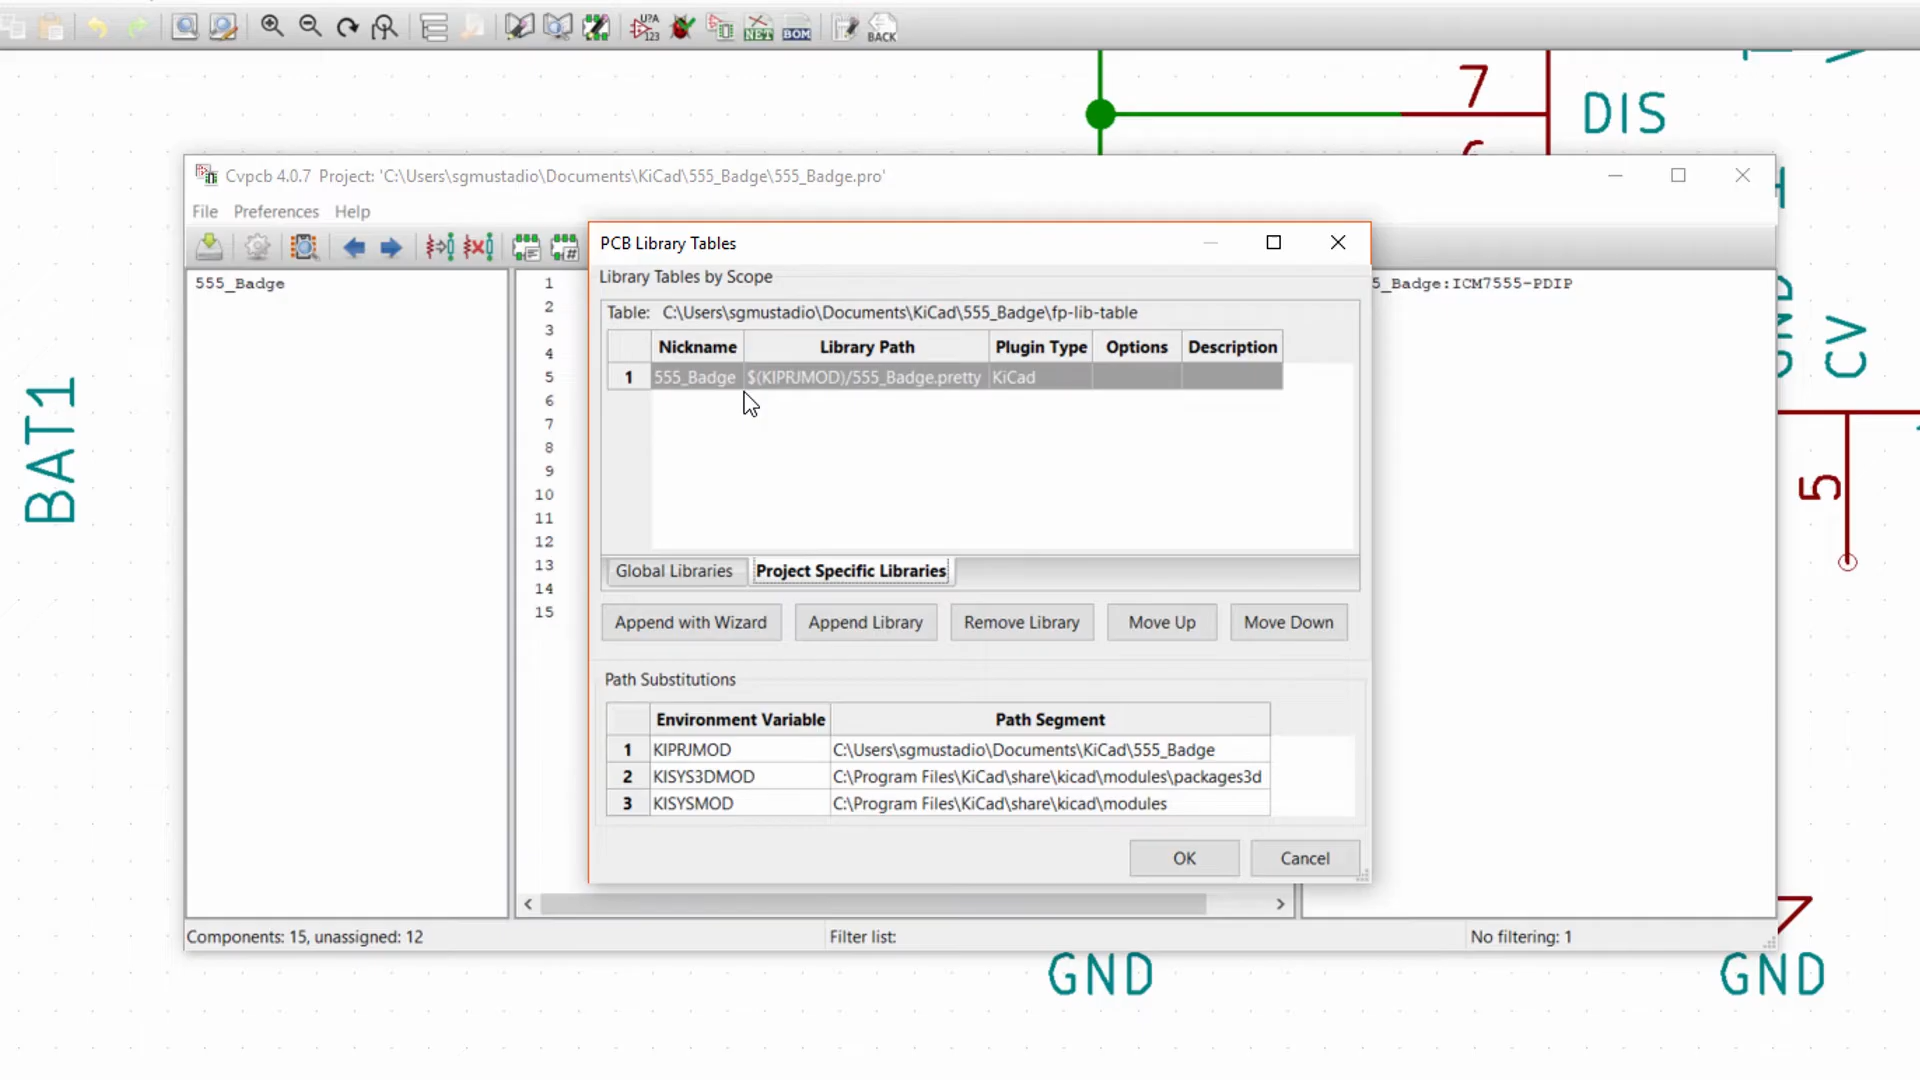 U?A
123
NET
BOM
BACK
7
DIS
6
Cvpcb 4.0.7 Project: 'C:\Users\sgmustadio\Documents\KiCad\555_Badge\555_Badge.pro'
File Preferences Help
PCB Library Tables
Library Tables by Scope
555_Badge
1
2
3
4
5
6
7
8
9
10
11
12
13
14
15
Table: C:\Users\sgmustadio\Documents\KiCad\555_Badge\fp-lib-table
Nickname Library Path Plugin Type Options Description
1 555_Badge $(KIPRJMOD)/555_Badge.pretty KiCad
Global Libraries Project Specific Libraries
Append with Wizard Append Library Remove Library Move Up Move Down
Path Substitutions
Environment Variable Path Segment
1 KIPRJMOD C:\Users\sgmustadio\Documents\KiCad\555_Badge
2 KISYS3DMOD C:\Program Files\KiCad\share\kicad\modules\packages3d
3 KISYSMOD C:\Program Files\KiCad\share\kicad\modules
OK Cancel
5_Badge:ICM7555-PDIP
Components: 15, unassigned: 12 Filter list: No filtering: 1
BAT1
GND
CV
5
GND
GND